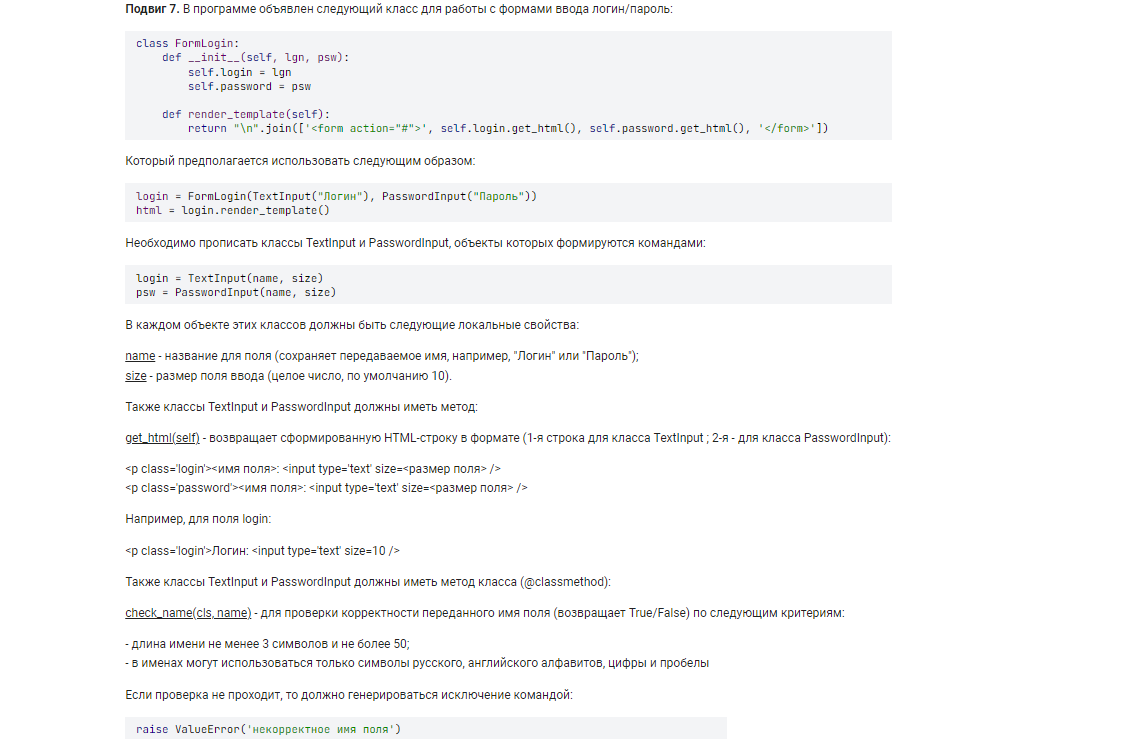 Подвиг 7. В программе объявлен следующий класс для работы с формами ввода логин/пароль:
class FormLogin:
    def __init__(self, lgn, psw):
        self.login = lgn
        self.password = psw

    def render_template(self):
        return "\n".join(['<form action="#">', self.login.get_html(), self.password.get_html(), '</form>'])
Который предполагается использовать следующим образом:
login = FormLogin(TextInput("Логин"), PasswordInput("Пароль"))
html = login.render_template()
Необходимо прописать классы TextInput и PasswordInput, объекты которых формируются командами:
login = TextInput(name, size)
psw = PasswordInput(name, size)
В каждом объекте этих классов должны быть следующие локальные свойства:
name - название для поля (сохраняет передаваемое имя, например, "Логин" или "Пароль");
size - размер поля ввода (целое число, по умолчанию 10).
Также классы TextInput и PasswordInput должны иметь метод:
get_html(self) - возвращает сформированную HTML-строку в формате (1-я строка для класса TextInput ; 2-я - для класса PasswordInput):
<p class='login'><имя поля>: <input type='text' size=<размер поля> />
<p class='password'><имя поля>: <input type='text' size=<размер поля> />
Например, для поля login:
<p class='login'>Логин: <input type='text' size=10 />
Также классы TextInput и PasswordInput должны иметь метод класса (@classmethod):
check_name(cls, name) - для проверки корректности переданного имя поля (возвращает True/False) по следующим критериям:
- длина имени не менее 3 символов и не более 50;
- в именах могут использоваться только символы русского, английского алфавитов, цифры и пробелы
Если проверка не проходит, то должно генерироваться исключение командой:
raise ValueError('некорректное имя поля')